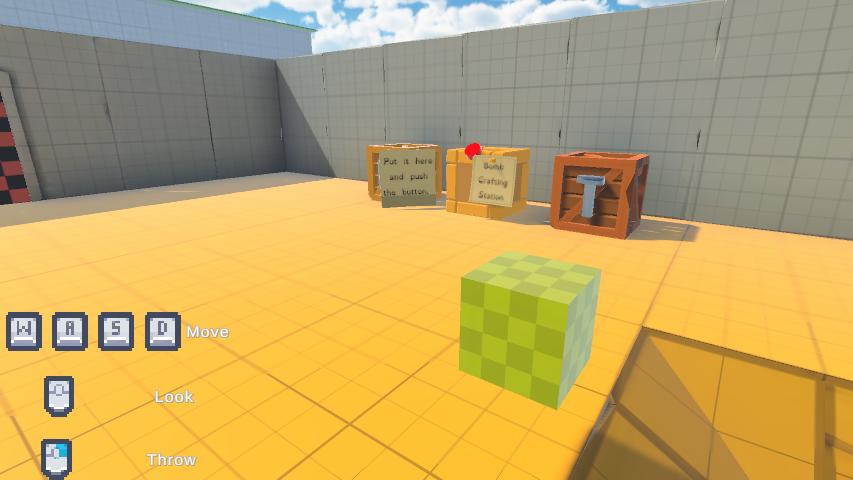 Put it here
and push
the button.
Bomb
Crafting
Station
W A S D Move
Look
Throw